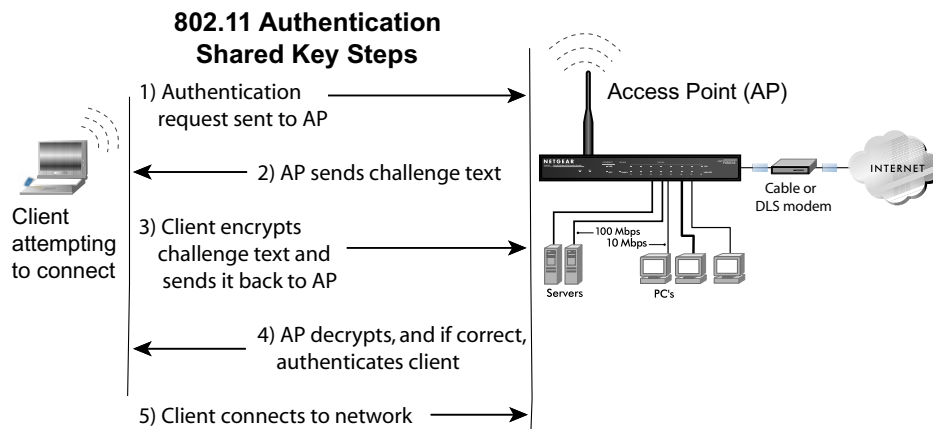 802.11 Authentication
Shared Key Steps
1) Authentication
request sent to AP
Access Point (AP)
NETGEAR
INTERNET
2) AP sends challenge text
Cable or
DLS modem
Client
attempting
to connect
3) Client encrypts
challenge text and
sends it back to AP
100 Mbps
10 Mbps
Servers
PC's
4) AP decrypts, and if correct,
authenticates client
5) Client connects to network